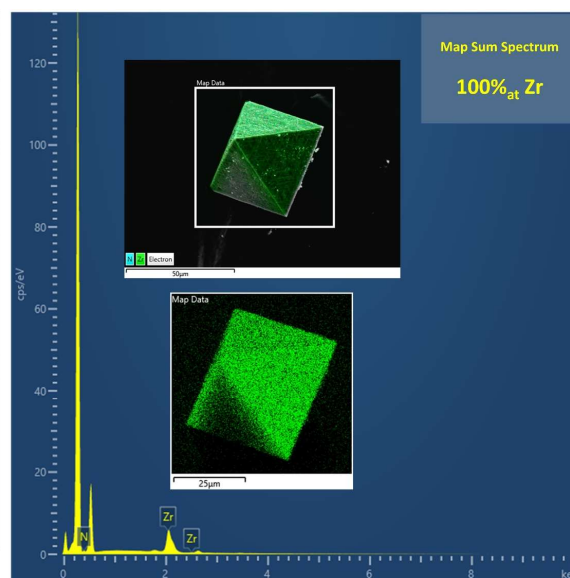 Map Sum Spectrum
100%at Zr
Map Data
N Zr Electron
50μm
Map Data
25μm
cps/eV
120
100
80
60
40
20
0
N
Zr
Zr
0 2 4 6 8